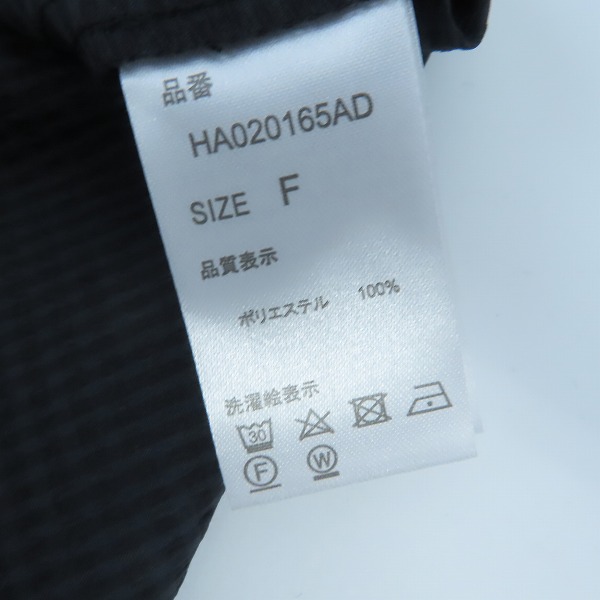 品番
HA020165AD
SIZE F
品質表示
ポリエステル 100%
洗濯絵表示
30
F W